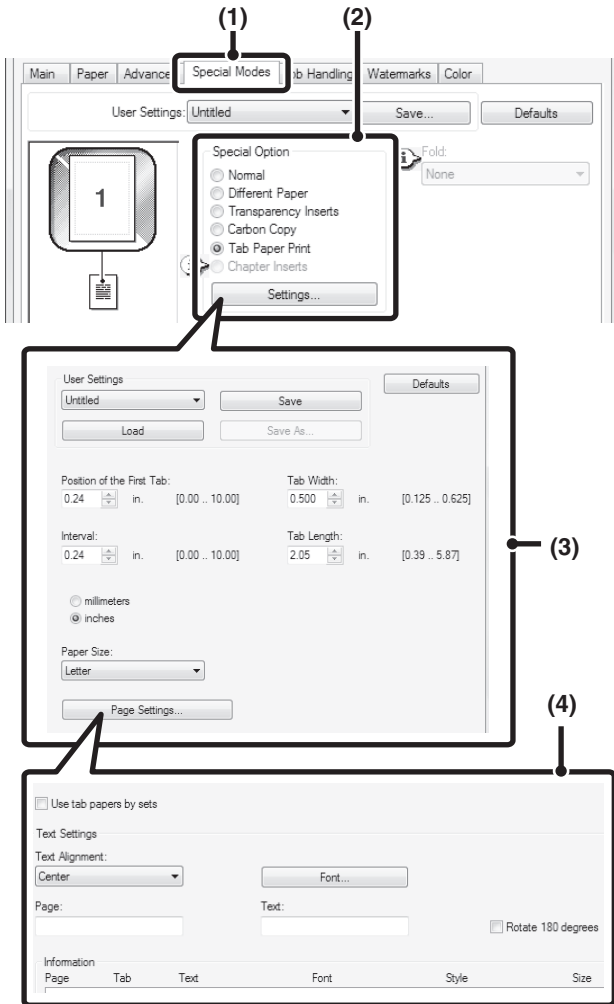 (1) (2)
Main Paper Advance Special Modes ob Handling Watermarks Color
User Settings: Untitled Save... Defaults
1
Special Option
Normal
Different Paper
Transparency Inserts
Carbon Copy
Tab Paper Print
Chapter Inserts
Settings...
Fold:
None
User Settings
Untitled Save Defaults
Load Save As...
Position of the First Tab: Tab Width:
0.24 in. [0.00 .. 10.00] 0.500 in. [0.125 .. 0.625]
Interval: Tab Length:
0.24 in. [0.00 .. 10.00] 2.05 in. [0.39 .. 5.87]
(3)
millimeters
inches
Paper Size:
Letter
Page Settings...
(4)
Use tab papers by sets
Text Settings
Text Alignment:
Center Font...
Page: Text:
Rotate 180 degrees
Information
Page Tab Text Font Style Size